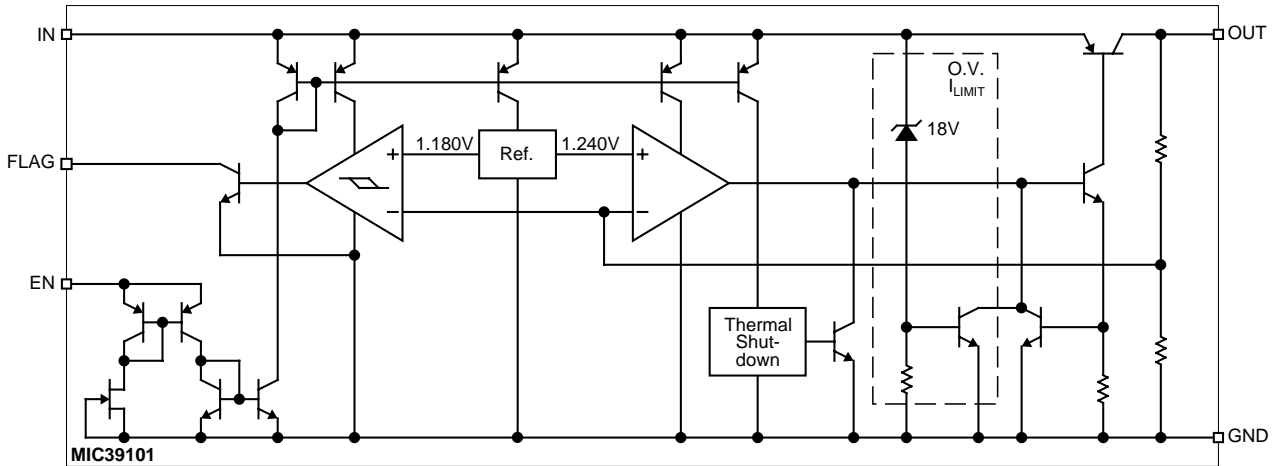 IN
OUT
O.V.
ILIMIT
18V
FLAG
1.180V
Ref.
1.240V
EN
Thermal
Shut-
down
GND
MIC39101